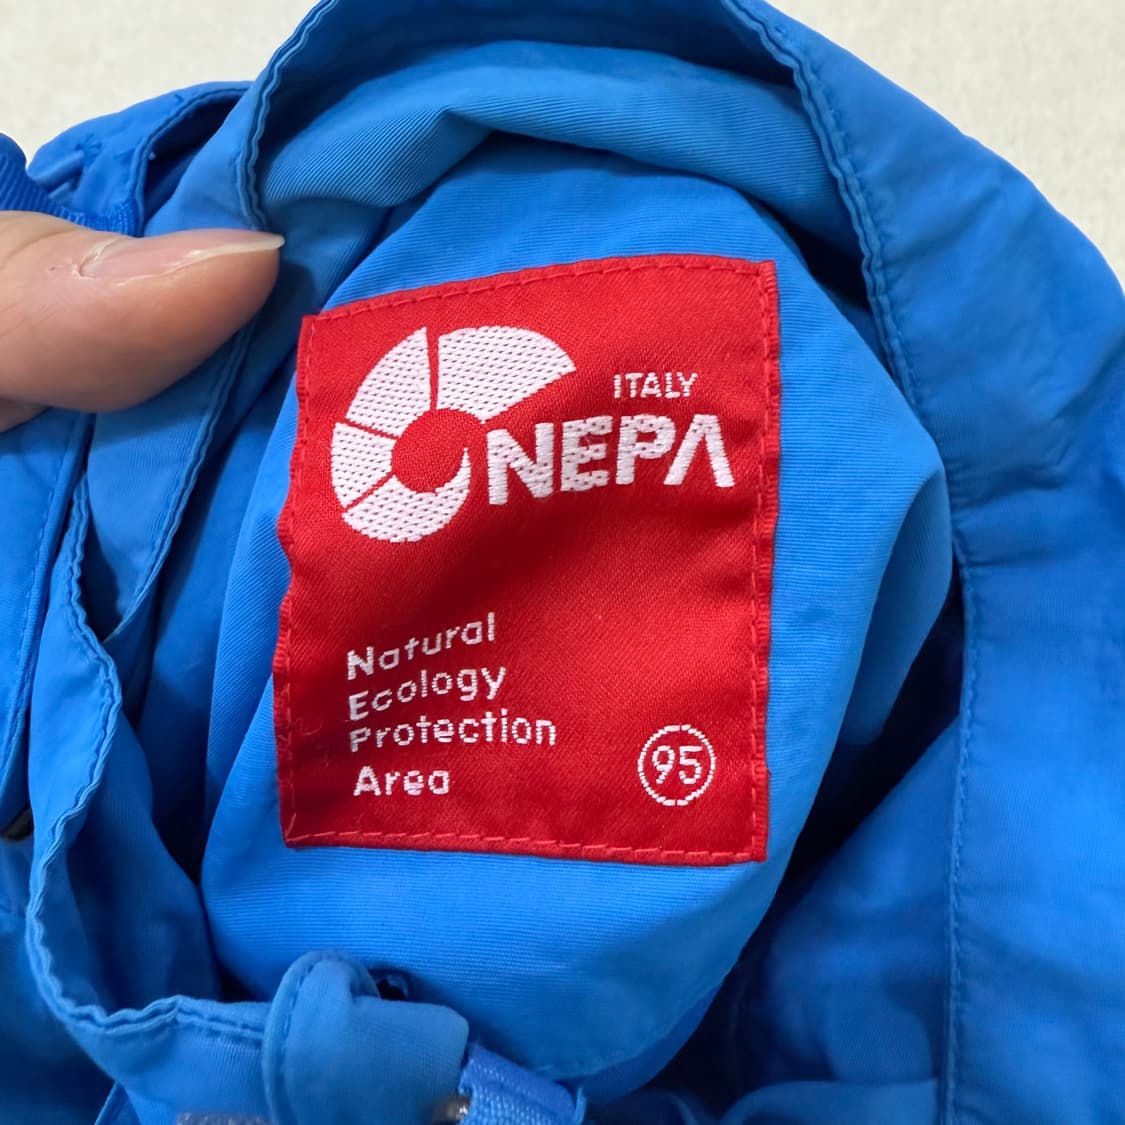 ITALY
NEPA
Natural
Ecology
Protection
Area
95